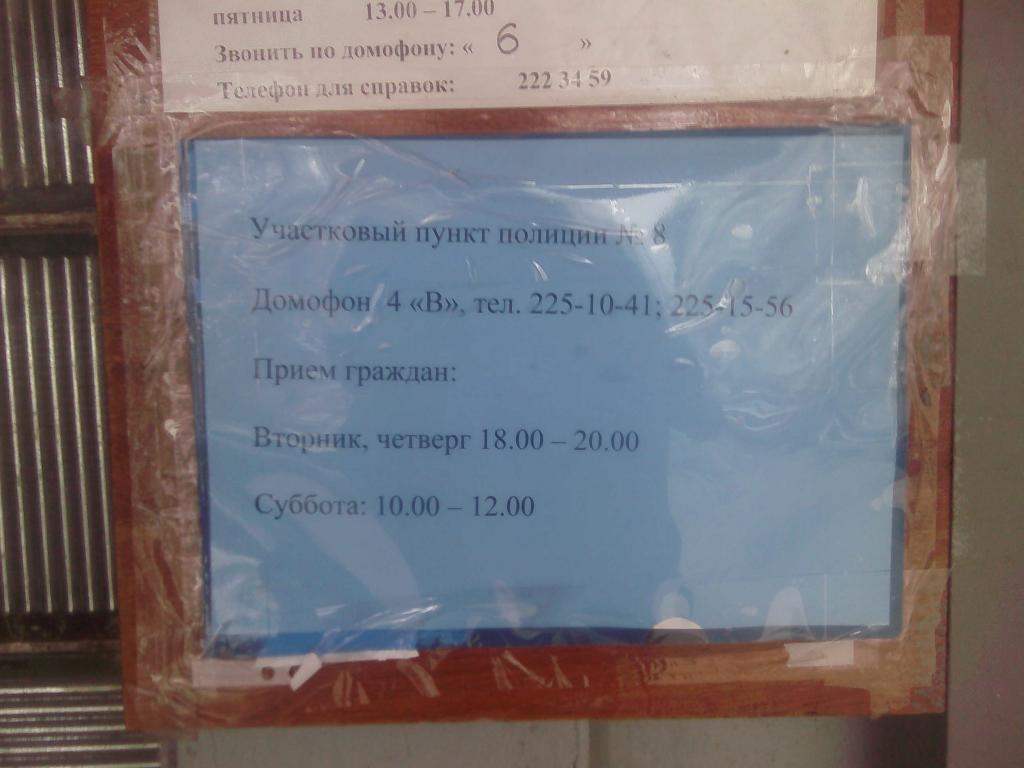 пятница 13.00 – 17.00
Звонить по домофону: « 6 »
Телефон для справок: 222 34 59
Участковый пункт полиции № 8
Домофон 4 «В», тел. 225-10-41; 225-15-56
Прием граждан:
Вторник, четверг 18.00 – 20.00
Суббота: 10.00 – 12.00